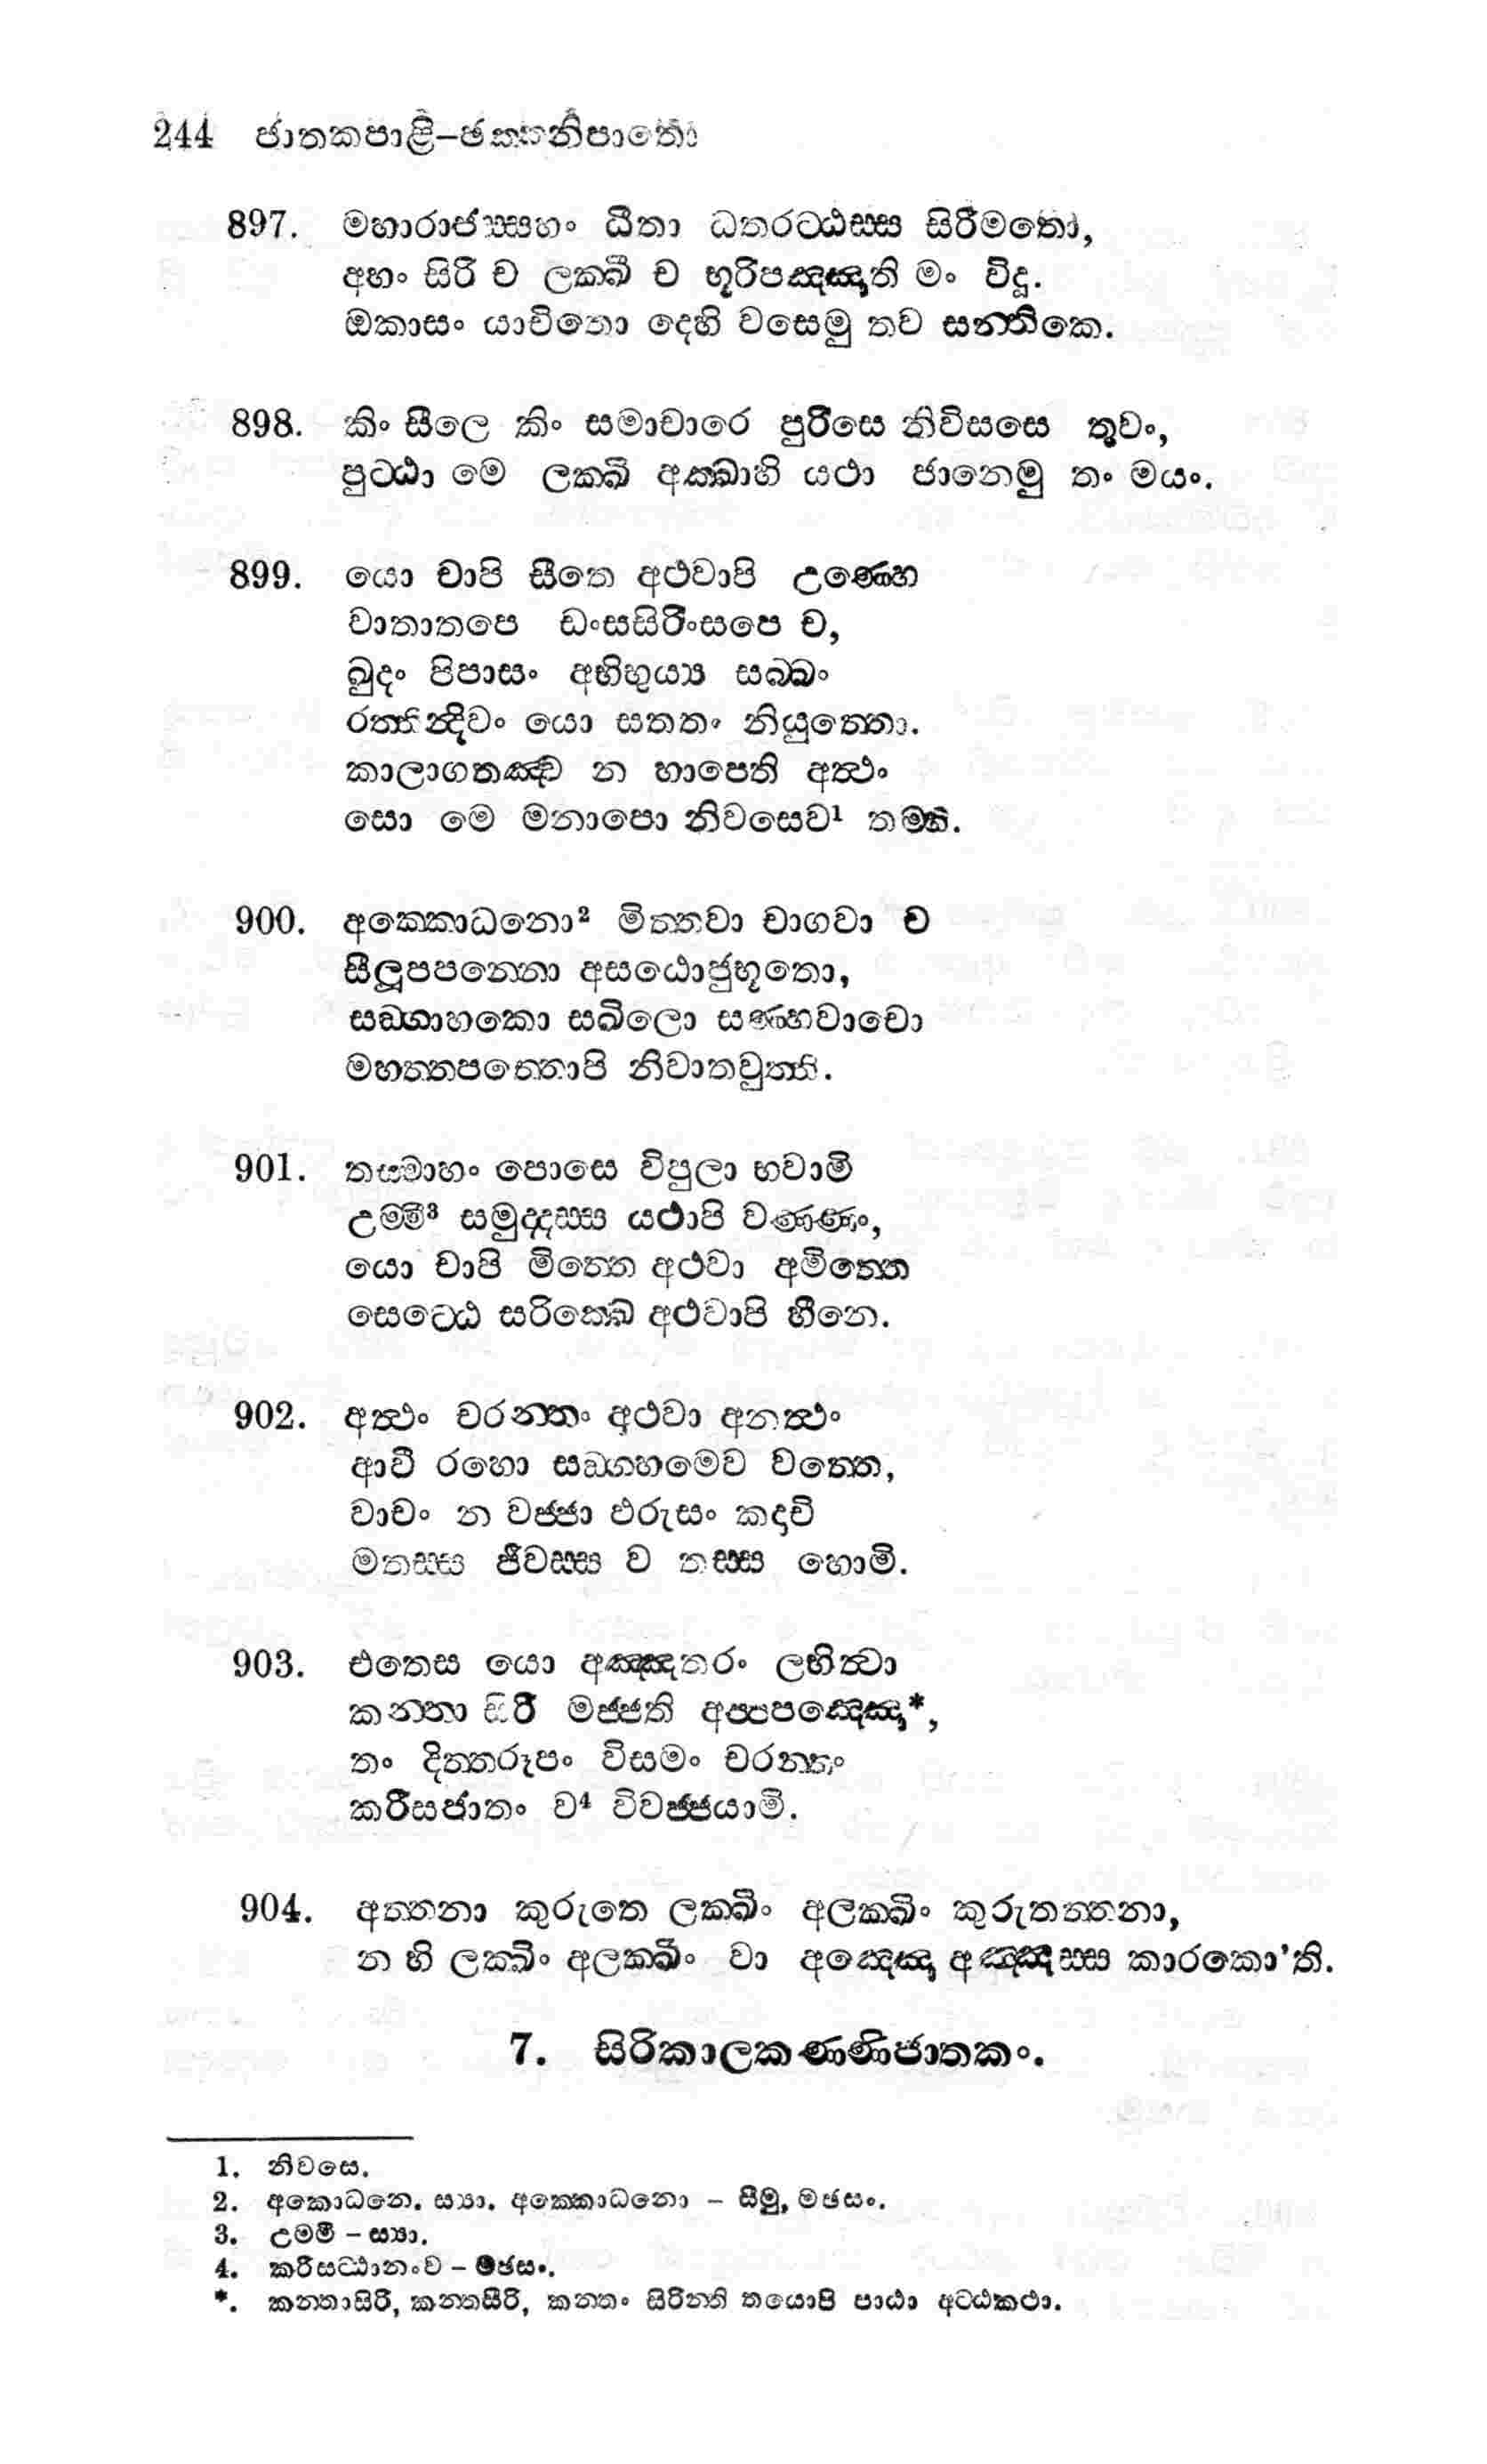 244 ජාතකපාළි–ඡක්කනිපාතො
897. මහාරාජස්සහං ධීතා ධතරට්ඨස්ස සිරීමතො,
අහං සිරී ච ලක්ඛී ච භූරිපඤ්ඤාති මං විදූ.
ඔකාසං යාචිතො දෙහි වසෙමු තව සන්තිකෙ.
898. කිං සීලෙ කිං සමාචාරෙ පුරිසෙ නිවිසසෙ තුවං,
පුට්ඨා මෙ ලක්ඛී අක්ඛාහි යථා ජානෙමු තං මයං.
899. යො චාපි සීතෙ අථවාපි උණ්හෙ
වාතාතපෙ ඩංසසිරිංසපෙ ච,
ඛුදං පිපාසං අභිභුය්‍ය සබ්බං
රත්තින්දිවං යො සතතං නියුත්තො.
කාලාගතඤ්ච න හාපෙති අත්ථං
සො මෙ මනාපො නිවසෙව¹ තම්හි.
900. අක්කොධනො² මිත්තවා චාගවා ච
සීලූපපන්නො අසඨොජුභූතො,
සඞ්ගාහකො සඛිලො සණ්හවාචො
මහත්තපත්තොපි නිවාතවුත්ති.
901. තස්මාහං පොසෙ විපුලා භවාමි
උම්මි³ සමුද්දස්ස යථාපි වණ්ණං,
යො චාපි මිත්තෙ අථවා අමිත්තෙ
සෙට්ඨෙ සරික්ඛෙ අථවාපි හීනෙ.
902. අත්ථං චරන්තං අථවා අනත්ථං
ආවී රහො සඞ්ගහමෙව වත්තෙ,
වාචං න වජ්ජා ඵරුසං කදාචි
මතස්ස ජීවස්ස ව තස්ස හොමි.
903. එතෙස යො අඤ්ඤතරං ලභිත්වා
කන්තා සිරී මජ්ජති අප්පපඤ්ඤො*,
තං දිත්තරූපං විසමං චරන්තං
කරීසජාතං ව⁴ විවජ්ජයාමි.
904. අත්තනා කුරුතෙ ලක්ඛිං අලක්ඛිං කුරුතත්තනා,
න හි ලක්ඛිං අලක්ඛිං වා අඤ්ඤො අඤ්ඤස්ස කාරකො’ති.
7. සිරිකාලකණ්ණිජාතකං.
1. නිවසෙ.
2. අකොධනෙ. ස්‍යා. අක්කොධනො – සීමු, මඡසං.
3. උම්මී – ස්‍යා.
4. කරීසට්ඨානංව – මඡසං.
*. කන්තාසිරී, කන්තසිරි, කන්තං සිරින්ති තයොපි පාඨා අට්ඨකථා.